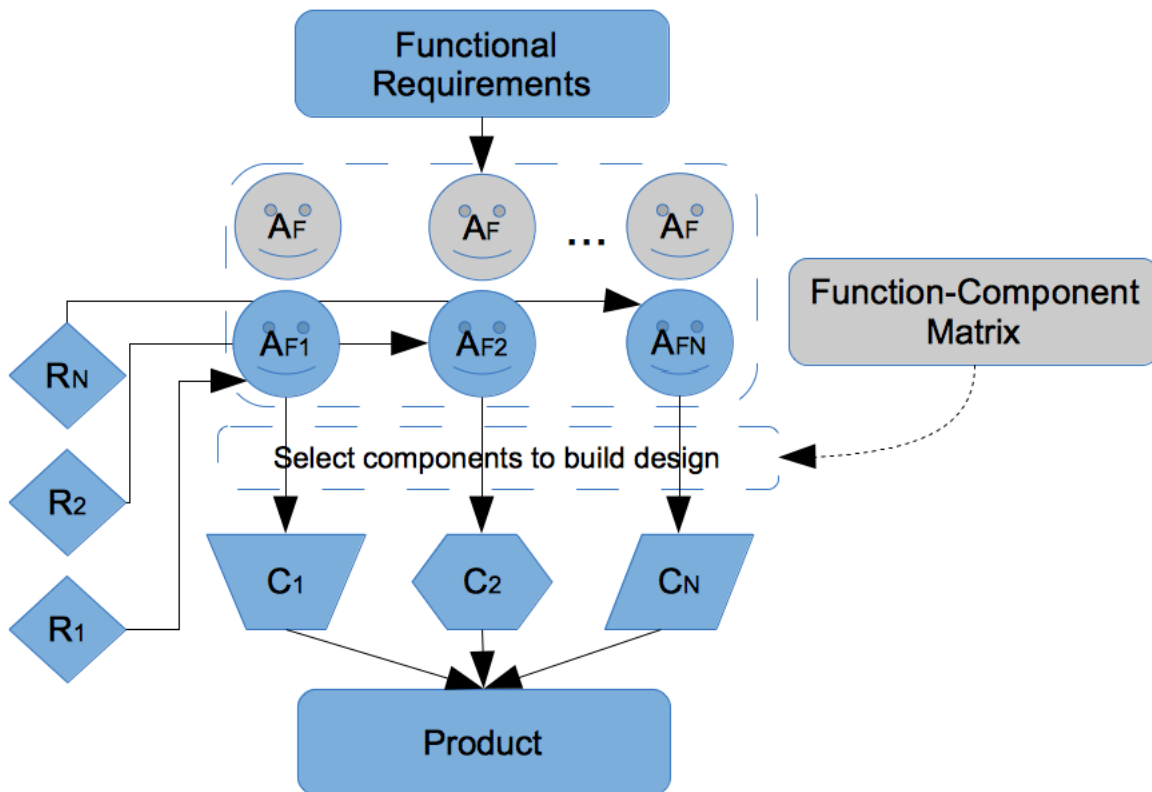 Functional
Requirements
AF
AF
...
AF
Function-Component
Matrix
AF1
AF2
AFN
RN
Select components to build design
R2
C1
C2
CN
R1
Product